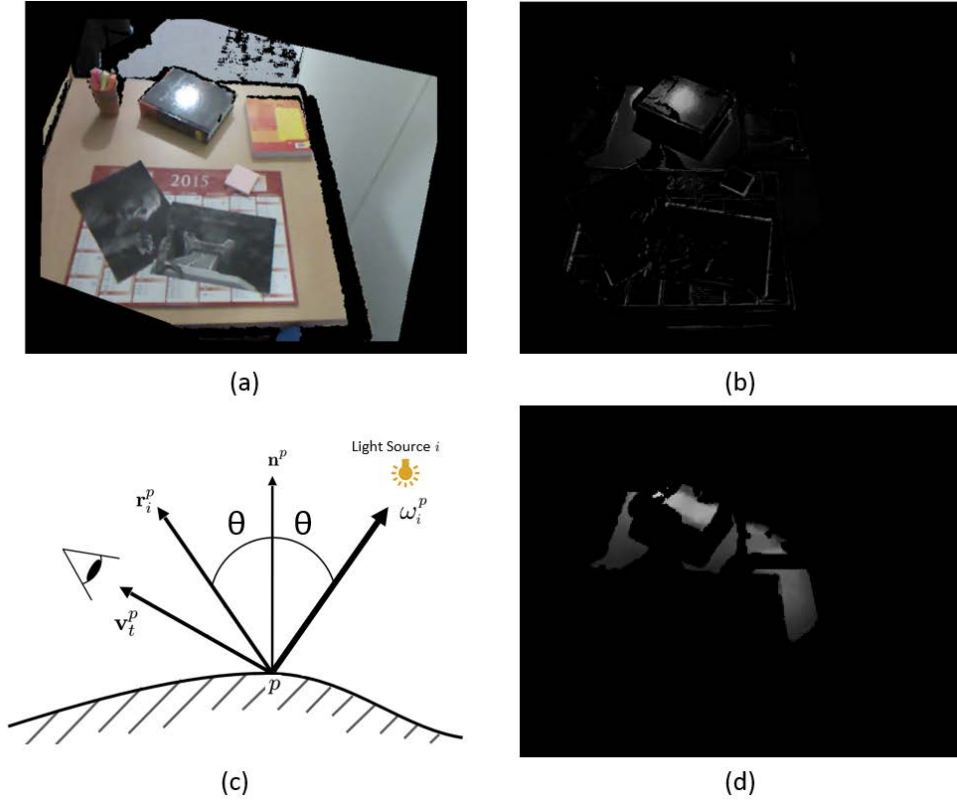 2015
(a)
(b)
Light Source i
n^p
r_i^p
θ θ
ω_i^p
v_t^p
p
(c)
(d)